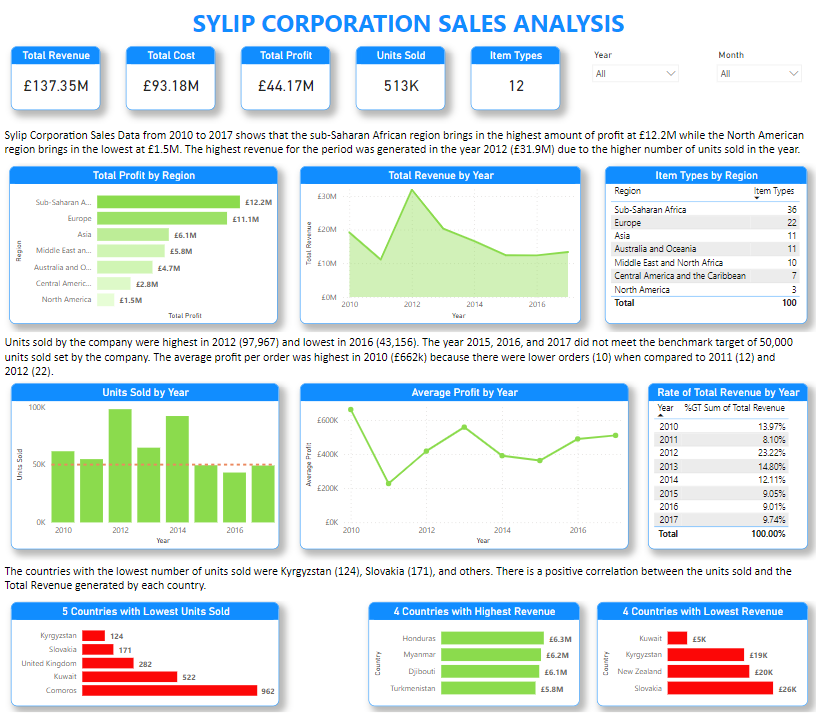 SYLIP CORPORATION SALES ANALYSIS
Total Revenue
£137.35M
Total Cost
£93.18M
Total Profit
£44.17M
Units Sold
513K
Item Types
12
Year
All
Month
All
Sylip Corporation Sales Data from 2010 to 2017 shows that the sub-Saharan African region brings in the highest amount of profit at £12.2M while the North American
region brings in the lowest at £1.5M. The highest revenue for the period was generated in the year 2012 (£31.9M) due to the higher number of units sold in the year.
Total Profit by Region
Region
Sub-Saharan A... £12.2M
Europe £11.1M
Asia £6.1M
Middle East an... £5.8M
Australia and O... £4.7M
Central Americ... £2.8M
North America £1.5M
Total Profit
Total Revenue by Year
Total Revenue
£30M
£20M
£10M
£0M
2010 2012 2014 2016
Year
Item Types by Region
Region Item Types
Sub-Saharan Africa 36
Europe 22
Asia 11
Australia and Oceania 11
Middle East and North Africa 10
Central America and the Caribbean 7
North America 3
Total 100
Units sold by the company were highest in 2012 (97,967) and lowest in 2016 (43,156). The year 2015, 2016, and 2017 did not meet the benchmark target of 50,000
units sold set by the company. The average profit per order was highest in 2010 (£662k) because there were lower orders (10) when compared to 2011 (12) and
2012 (22).
Units Sold by Year
Units Sold
100K
50K
0K
2010 2012 2014 2016
Year
Average Profit by Year
Average Profit
£600K
£400K
£200K
£0K
2010 2012 2014 2016
Year
Rate of Total Revenue by Year
Year %GT Sum of Total Revenue
2010 13.97%
2011 8.10%
2012 23.22%
2013 14.80%
2014 12.11%
2015 9.05%
2016 9.01%
2017 9.74%
Total 100.00%
The countries with the lowest number of units sold were Kyrgyzstan (124), Slovakia (171), and others. There is a positive correlation between the units sold and the
Total Revenue generated by each country.
5 Countries with Lowest Units Sold
Kyrgyzstan 124
Slovakia 171
United Kingdom 282
Kuwait 522
Comoros 962
4 Countries with Highest Revenue
Country
Honduras £6.3M
Myanmar £6.2M
Djibouti £6.1M
Turkmenistan £5.8M
4 Countries with Lowest Revenue
Country
Kuwait £5K
Kyrgyzstan £19K
New Zealand £20K
Slovakia £26K